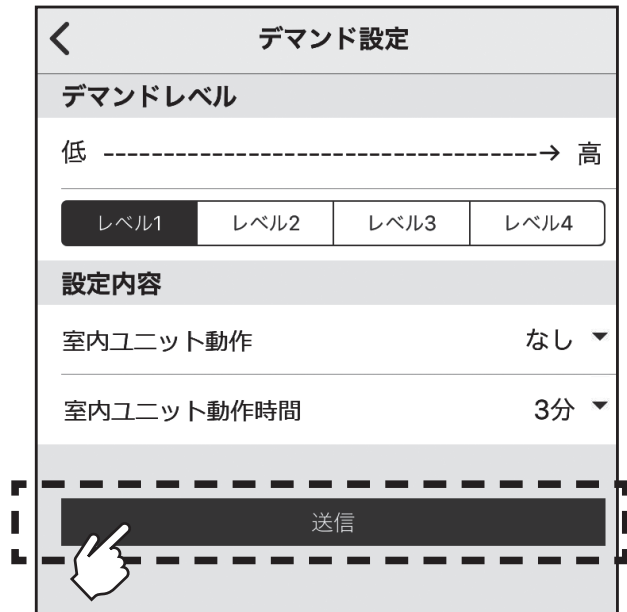 デマンド設定
デマンドレベル
低 ------------------------------------→ 高
レベル1 レベル2 レベル3 レベル4
設定内容
室内ユニット動作 なし
室内ユニット動作時間 3分
送信